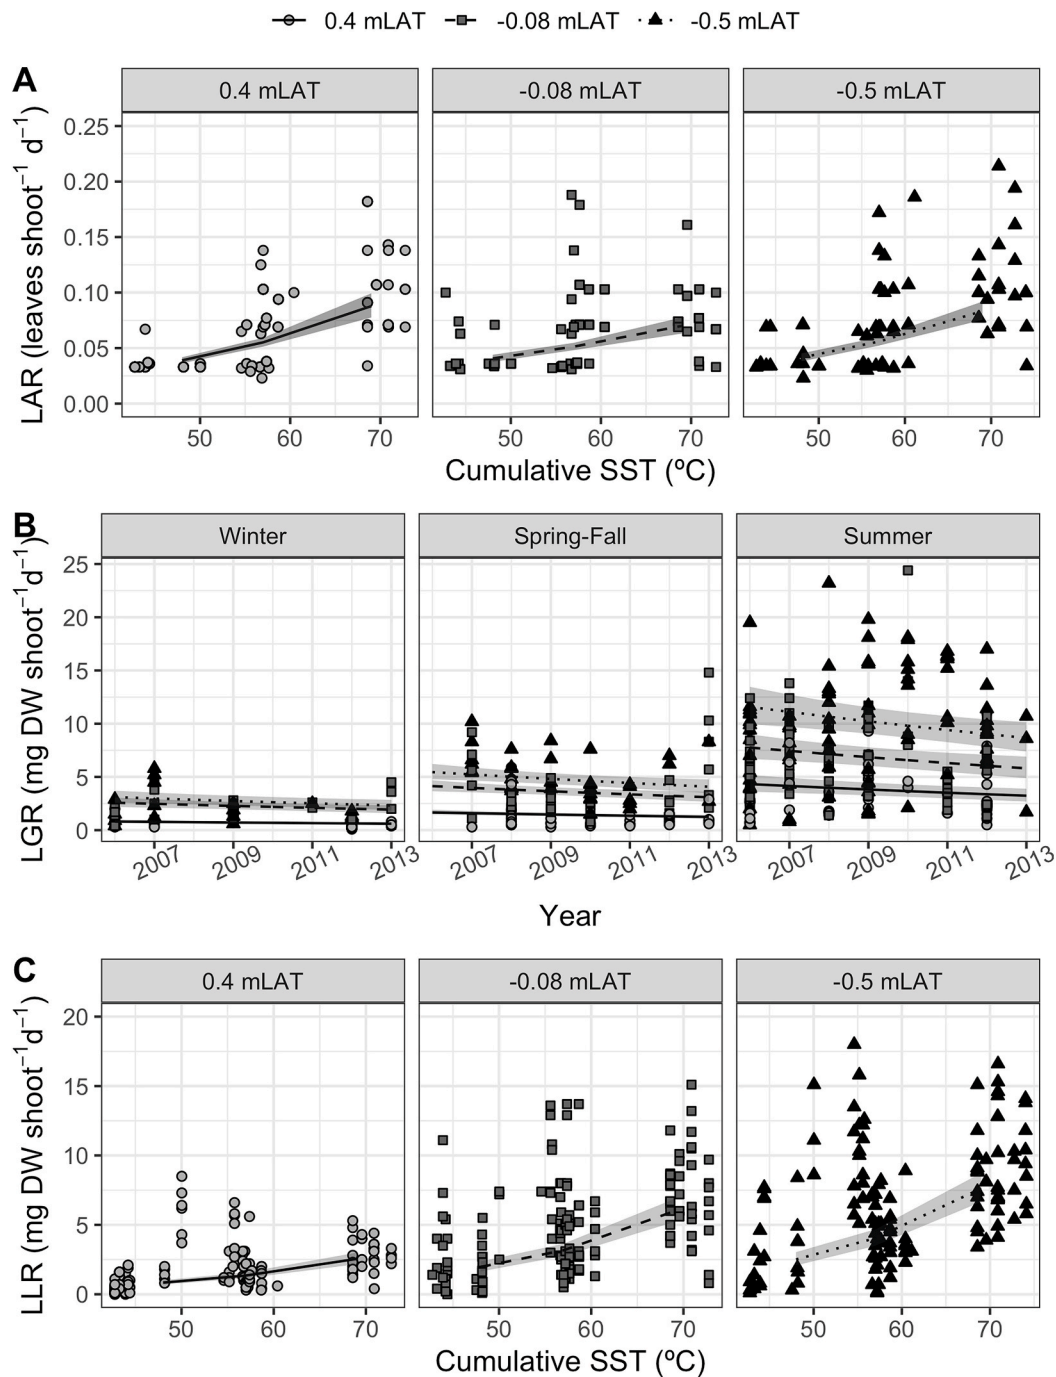 0.4 mLAT -0.08 mLAT -0.5 mLAT
A
0.4 mLAT -0.08 mLAT -0.5 mLAT
LAR (leaves shoot⁻¹ d⁻¹)
0.25
0.20
0.15
0.10
0.05
0.00
50 60 70 50 60 70 50 60 70
Cumulative SST (ºC)
B
Winter Spring-Fall Summer
LGR (mg DW shoot⁻¹d⁻¹)
25
20
15
10
5
0
2007 2009 2011 2013 2007 2009 2011 2013 2007 2009 2011 2013
Year
C
0.4 mLAT -0.08 mLAT -0.5 mLAT
LLR (mg DW shoot⁻¹d⁻¹)
20
15
10
5
0
50 60 70 50 60 70 50 60 70
Cumulative SST (ºC)